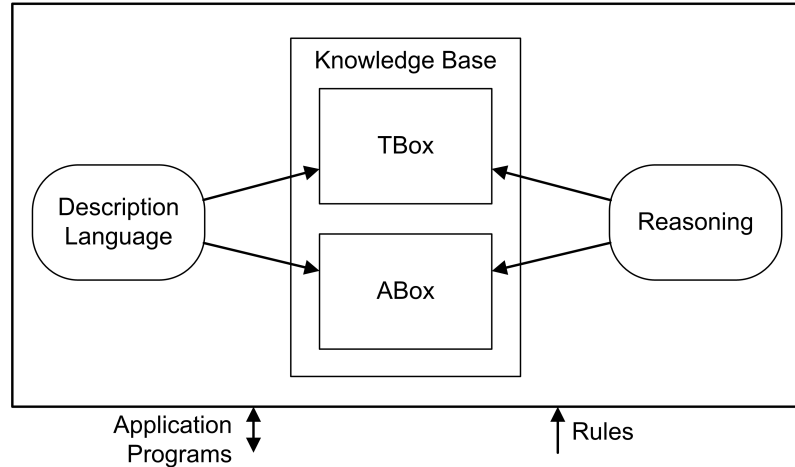 Knowledge Base
TBox
Description
Language
Reasoning
ABox
Application
Programs
Rules